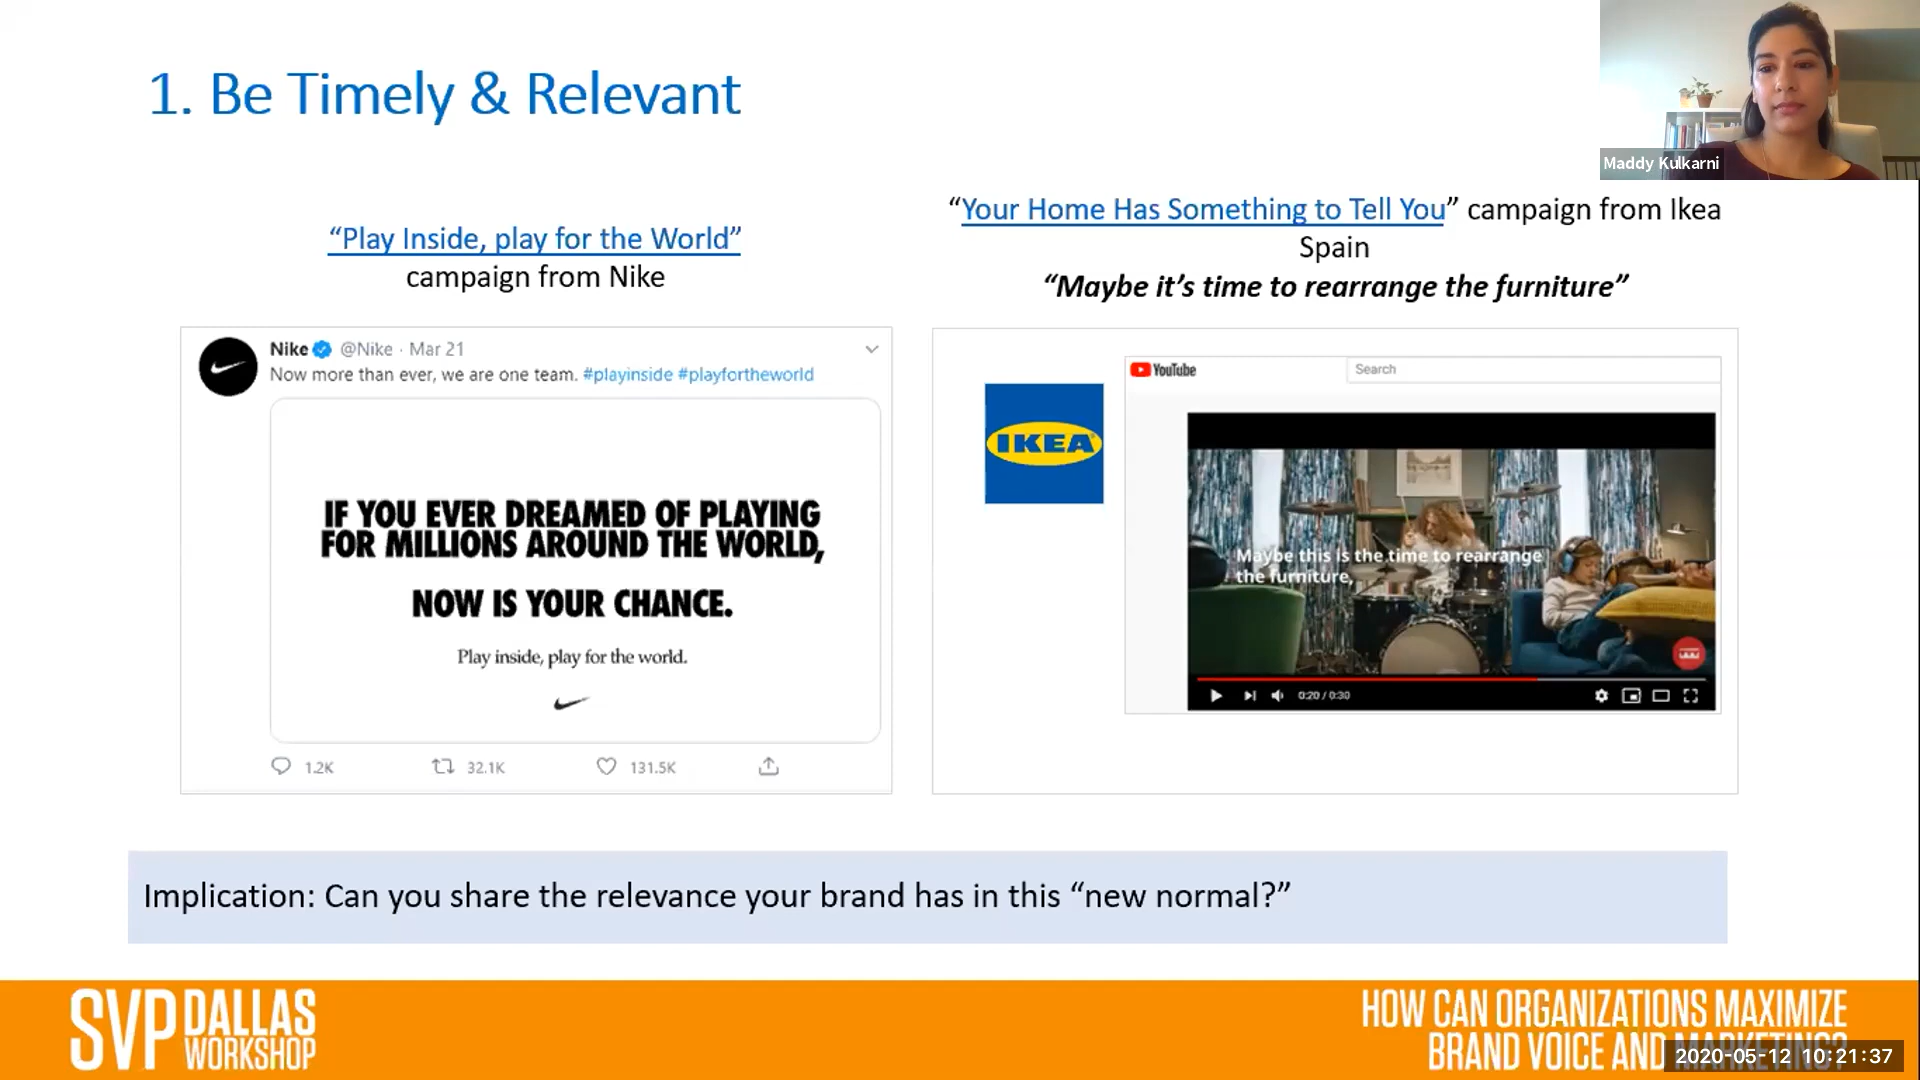 1. Be Timely & Relevant
Maddy Kulkarni
“Play Inside, play for the World”
campaign from Nike
“Your Home Has Something to Tell You” campaign from Ikea
Spain
“Maybe it’s time to rearrange the furniture”
Nike @Nike · Mar 21
Now more than ever, we are one team. #playinside #playfortheworld
IF YOU EVER DREAMED OF PLAYING
FOR MILLIONS AROUND THE WORLD,
NOW IS YOUR CHANCE.
Play inside, play for the world.
1.2K 32.1K 131.5K
IKEA
YouTube Search
Maybe this is the time to rearrange
the furniture,
0:20 / 0:30
Implication: Can you share the relevance your brand has in this “new normal?”
SVP DALLAS
WORKSHOP
HOW CAN ORGANIZATIONS MAXIMIZE
BRAND VOICE AND MARKETING?
2020-05-12 10:21:37